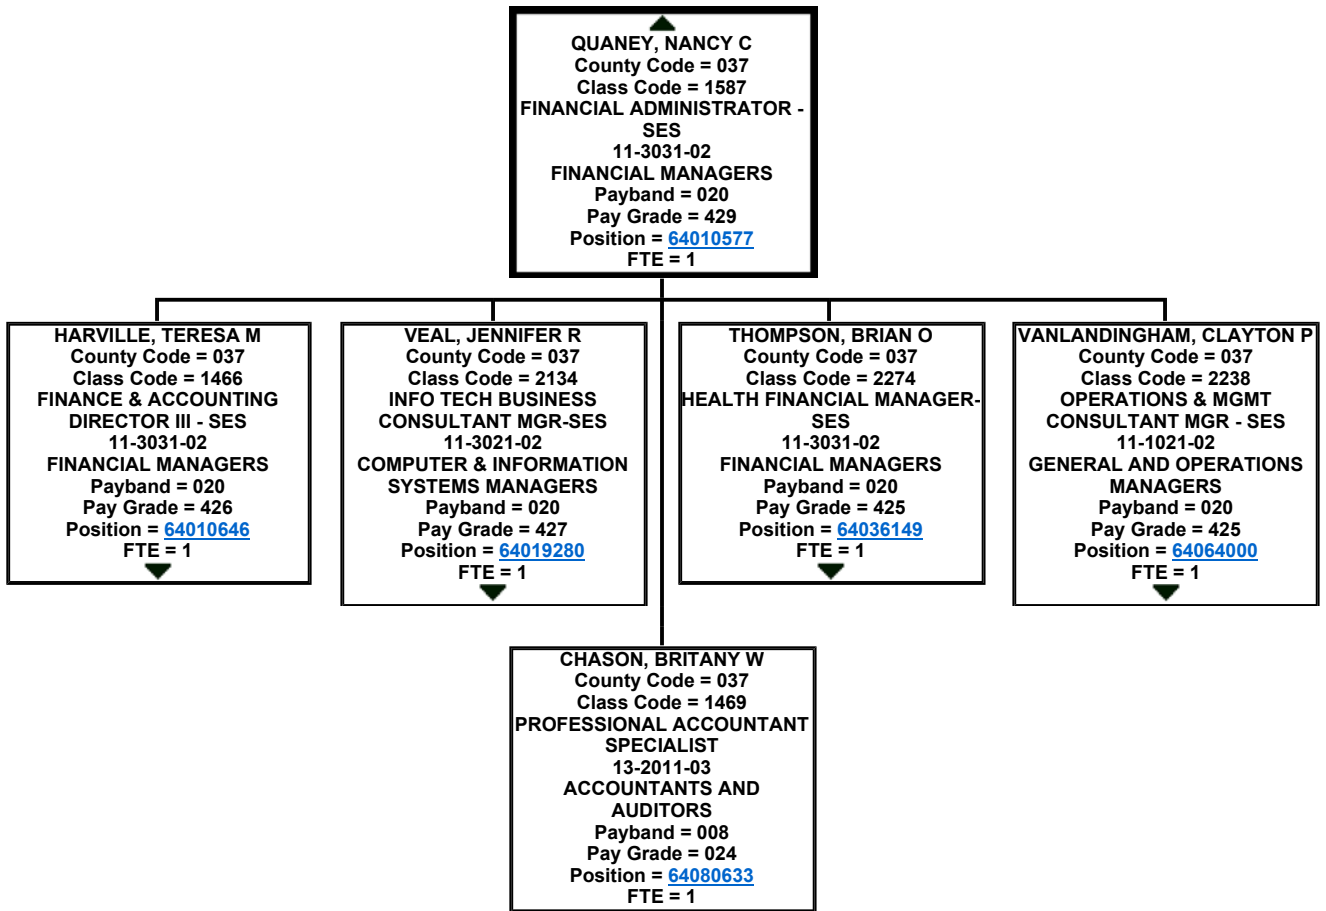 QUANEY, NANCY C
County Code = 037
Class Code = 1587
FINANCIAL ADMINISTRATOR -
SES
11-3031-02
FINANCIAL MANAGERS
Payband = 020
Pay Grade = 429
Position = 64010577
FTE = 1
HARVILLE, TERESA M
County Code = 037
Class Code = 1466
FINANCE & ACCOUNTING
DIRECTOR III - SES
11-3031-02
FINANCIAL MANAGERS
Payband = 020
Pay Grade = 426
Position = 64010646
FTE = 1
VEAL, JENNIFER R
County Code = 037
Class Code = 2134
INFO TECH BUSINESS
CONSULTANT MGR-SES
11-3021-02
COMPUTER & INFORMATION
SYSTEMS MANAGERS
Payband = 020
Pay Grade = 427
Position = 64019280
FTE = 1
THOMPSON, BRIAN O
County Code = 037
Class Code = 2274
HEALTH FINANCIAL MANAGER-
SES
11-3031-02
FINANCIAL MANAGERS
Payband = 020
Pay Grade = 425
Position = 64036149
FTE = 1
VANLANDINGHAM, CLAYTON P
County Code = 037
Class Code = 2238
OPERATIONS & MGMT
CONSULTANT MGR - SES
11-1021-02
GENERAL AND OPERATIONS
MANAGERS
Payband = 020
Pay Grade = 425
Position = 64064000
FTE = 1
CHASON, BRITANY W
County Code = 037
Class Code = 1469
PROFESSIONAL ACCOUNTANT
SPECIALIST
13-2011-03
ACCOUNTANTS AND
AUDITORS
Payband = 008
Pay Grade = 024
Position = 64080633
FTE = 1